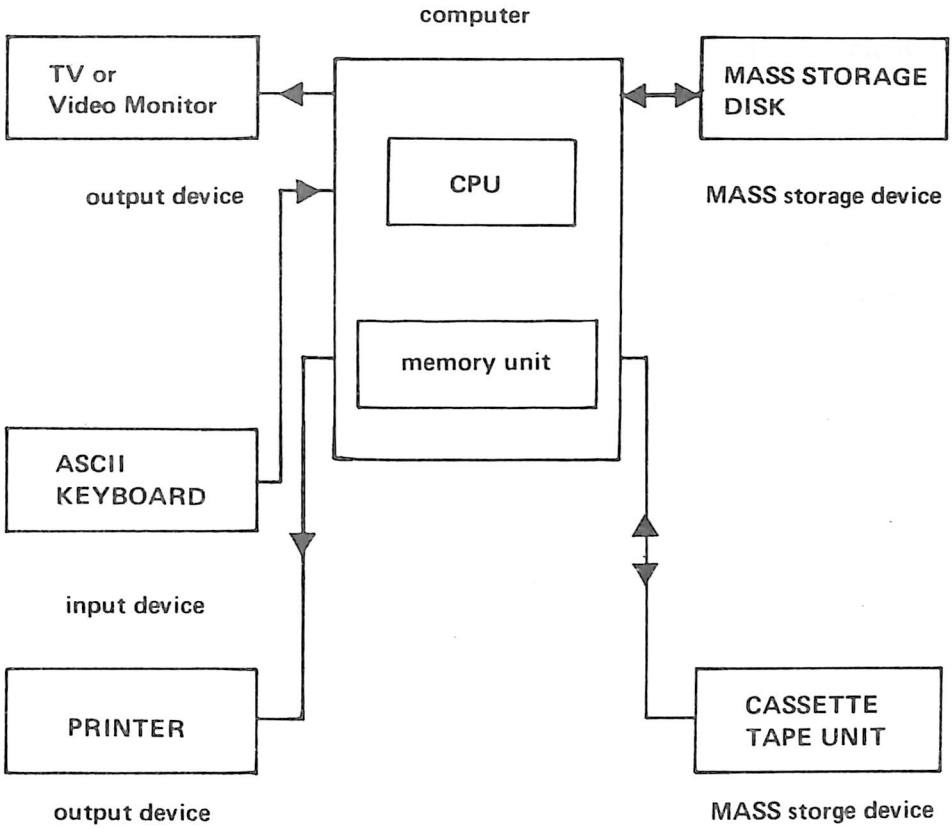 computer
TV or
Video Monitor
output device
CPU
memory unit
MASS STORAGE
DISK
MASS storage device
ASCII
KEYBOARD
input device
PRINTER
output device
CASSETTE
TAPE UNIT
MASS storge device